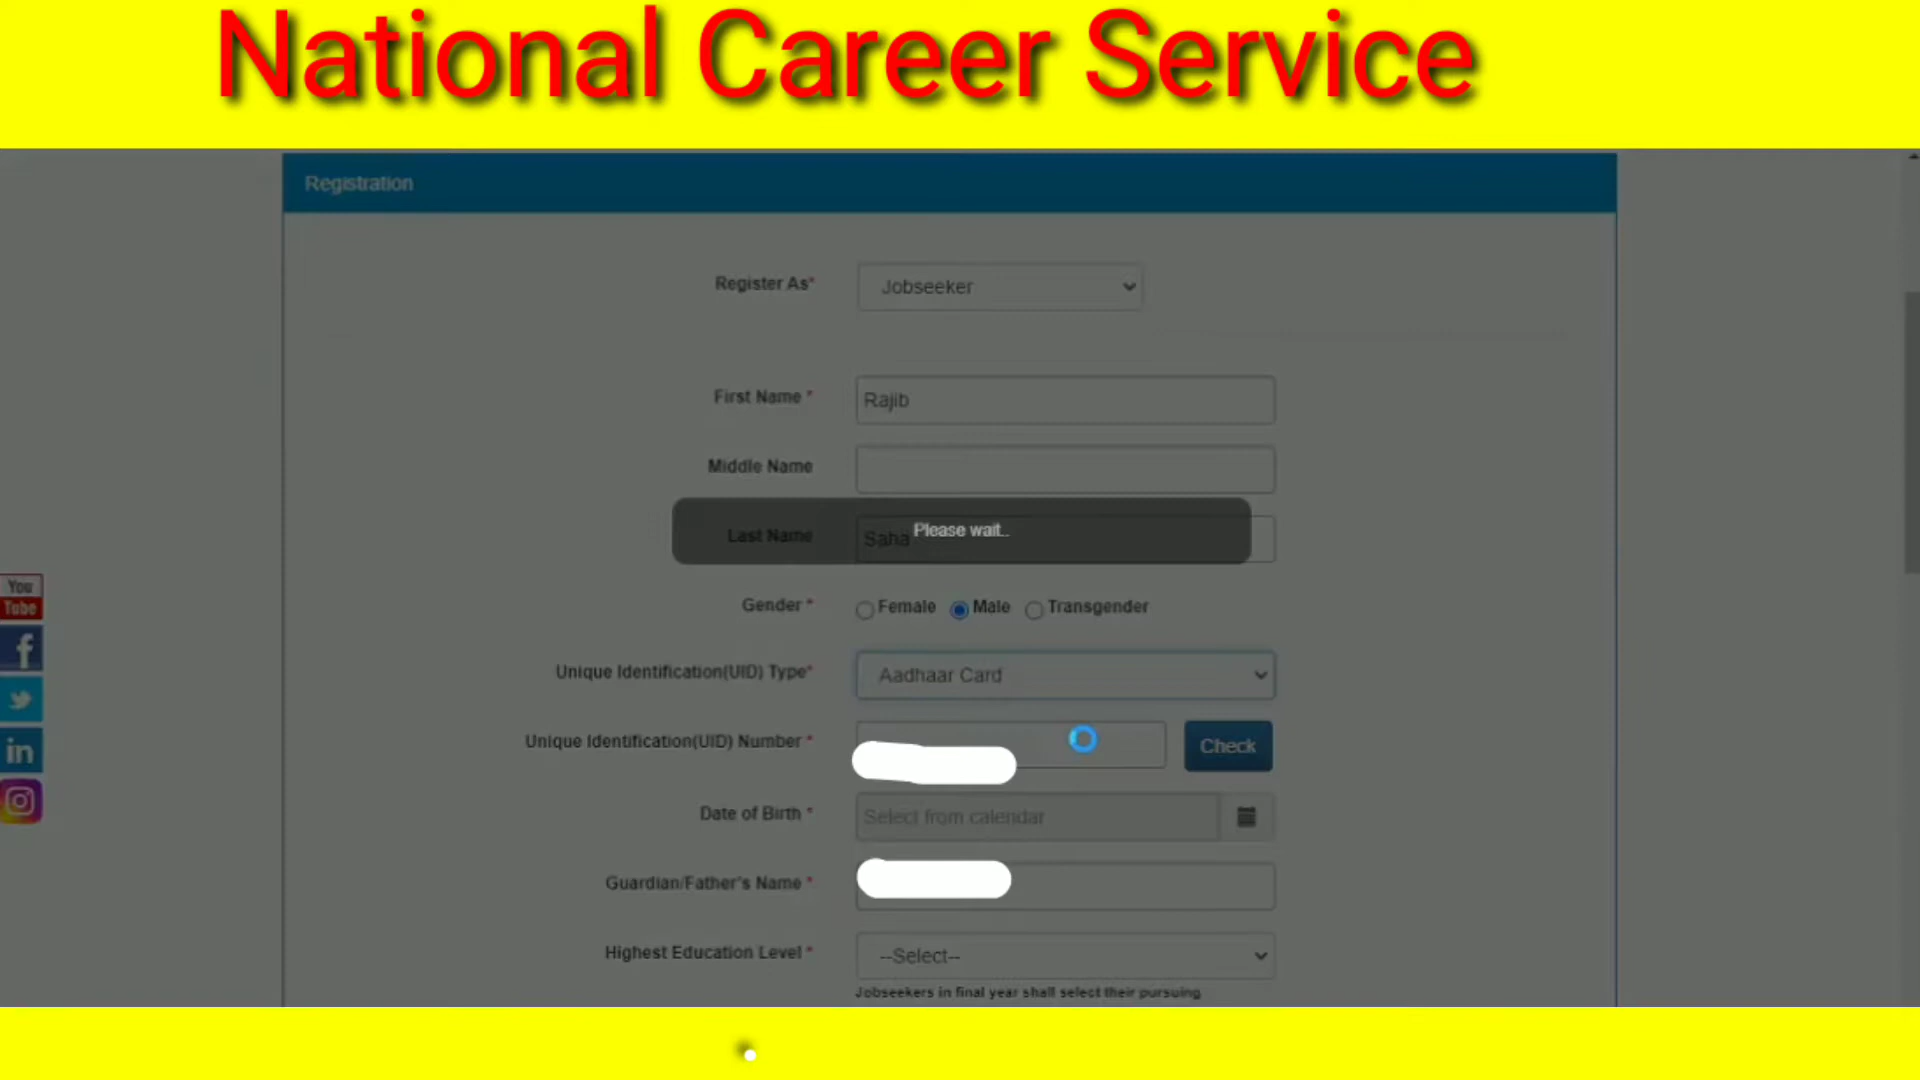 National Career Service
Registration
Register As*
Jobseeker
First Name *
Rajib
Middle Name
Last Name
Saha
Please wait..
Gender *
Female
Male
Transgender
Unique Identification(UID) Type*
Aadhaar Card
Unique Identification(UID) Number *
Check
Date of Birth *
Select from calendar
Guardian/Father's Name *
Highest Education Level *
--Select--
Jobseekers in final year shall select their pursuing
You
Tube
f
in